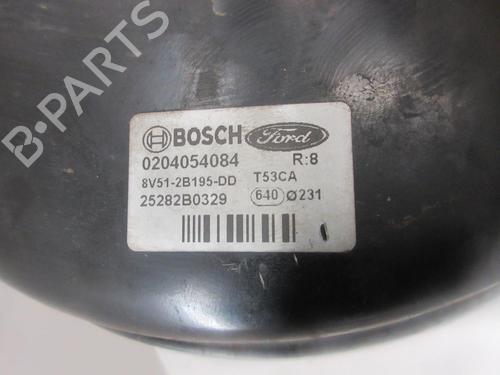 B-PARTS
BOSCH Ford
0204054084 R:8
8V51-2B195-DD T53CA
25282B0329 640 Ø231